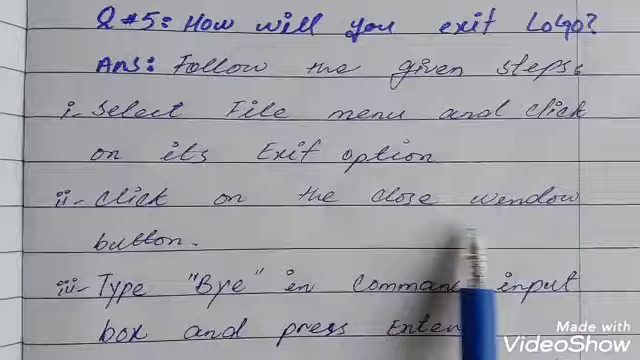 Q #5: How will you exit Logo?
Ans: Follow the given steps:
i- Select File menu and click
on its Exit option
ii- Click on the close window
button.
iii- Type "Bye" in Command input
box and press Enter
Made with
VideoShow